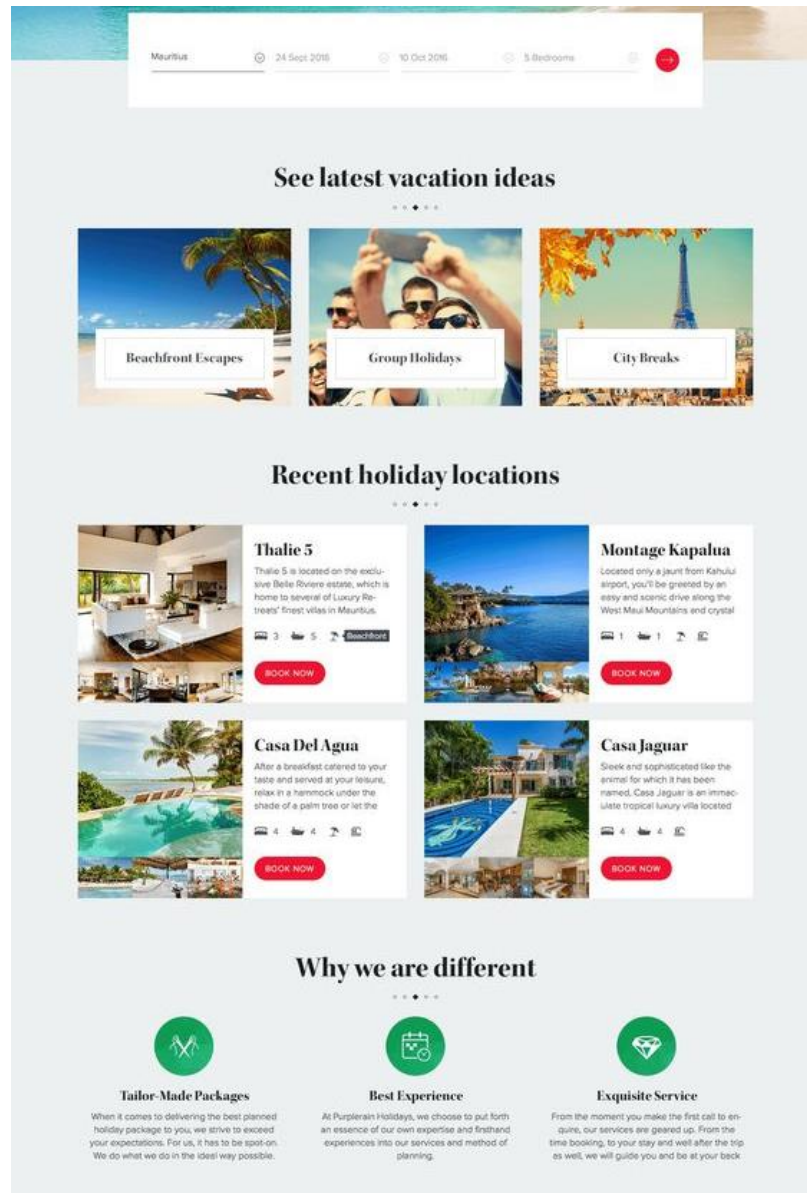 Mauritius
24 Sept 2016
10 Oct 2016
5 Bedrooms
See latest vacation ideas
Beachfront Escapes
Group Holidays
City Breaks
Recent holiday locations
Thalie 5
Thalie 5 is located on the exclu-
sive Belle Riviere estate, which is
home to several of Luxury Re-
treats' finest villas in Mauritius.
3 5 Beachfront
BOOK NOW
Montage Kapalua
Located only a jaunt from Kahului
airport, you'll be greeted by an
easy and scenic drive along the
West Maui Mountains and crystal
1 1
BOOK NOW
Casa Del Agua
After a breakfast catered to your
taste and served at your leisure,
relax in a hammock under the
shade of a palm tree or let the
4 4
BOOK NOW
Casa Jaguar
Sleek and sophisticated like the
animal for which it has been
named, Casa Jaguar is an immac-
ulate tropical luxury villa located
4 4
BOOK NOW
Why we are different
Tailor-Made Packages
When it comes to delivering the best planned
holiday package to you, we strive to exceed
your expectations. For us, it has to be spot-on.
We do what we do in the ideal way possible.
Best Experience
At Purplerain Holidays, we choose to put forth
an essence of our own expertise and firsthand
experiences into our services and method of
planning.
Exquisite Service
From the moment you make the first call to en-
quire, our services are geared up. From the
time booking, to your stay and well after the trip
as well, we will guide you and be at your beck